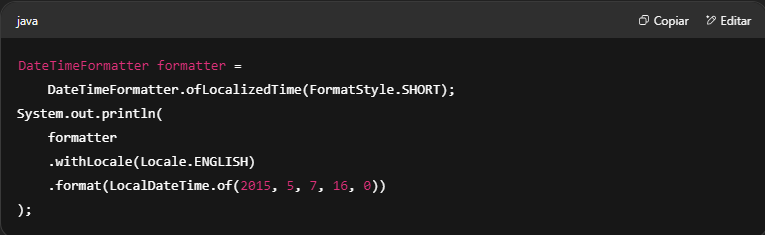 java
Copiar
Editar
DateTimeFormatter formatter =
    DateTimeFormatter.ofLocalizedTime(FormatStyle.SHORT);
System.out.println(
    formatter
    .withLocale(Locale.ENGLISH)
    .format(LocalDateTime.of(2015, 5, 7, 16, 0))
);